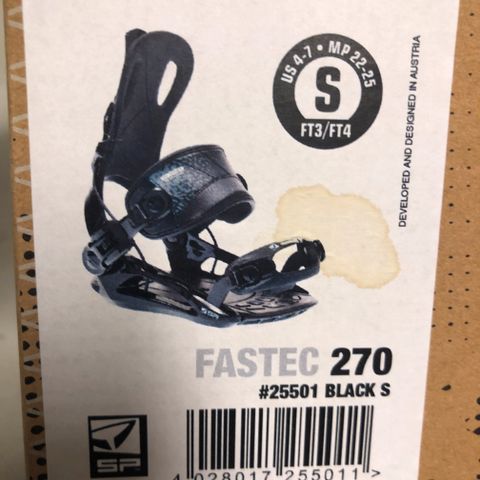 US 4-7 • MP 22-25
S
FT3/FT4
DEVELOPED AND DESIGNED IN AUSTRIA
FASTEC 270
#25501 BLACK S
SP
4 028017 255011 >